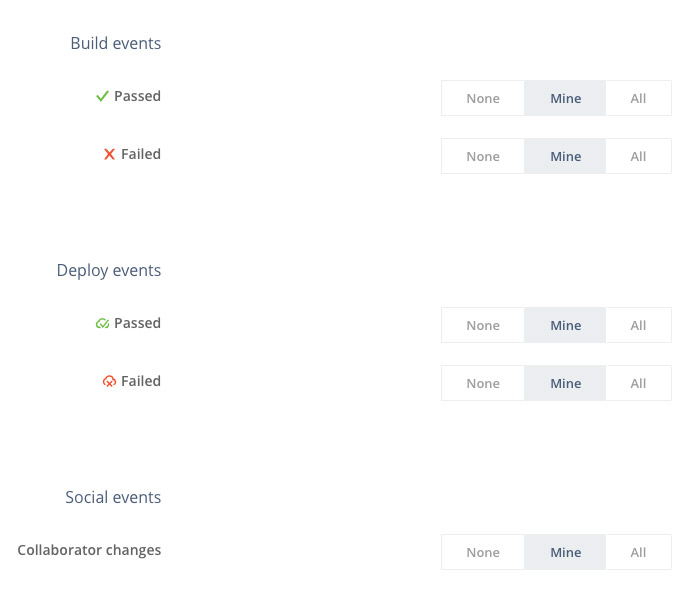 Build events
Passed None Mine All
Failed None Mine All
Deploy events
Passed None Mine All
Failed None Mine All
Social events
Collaborator changes None Mine All